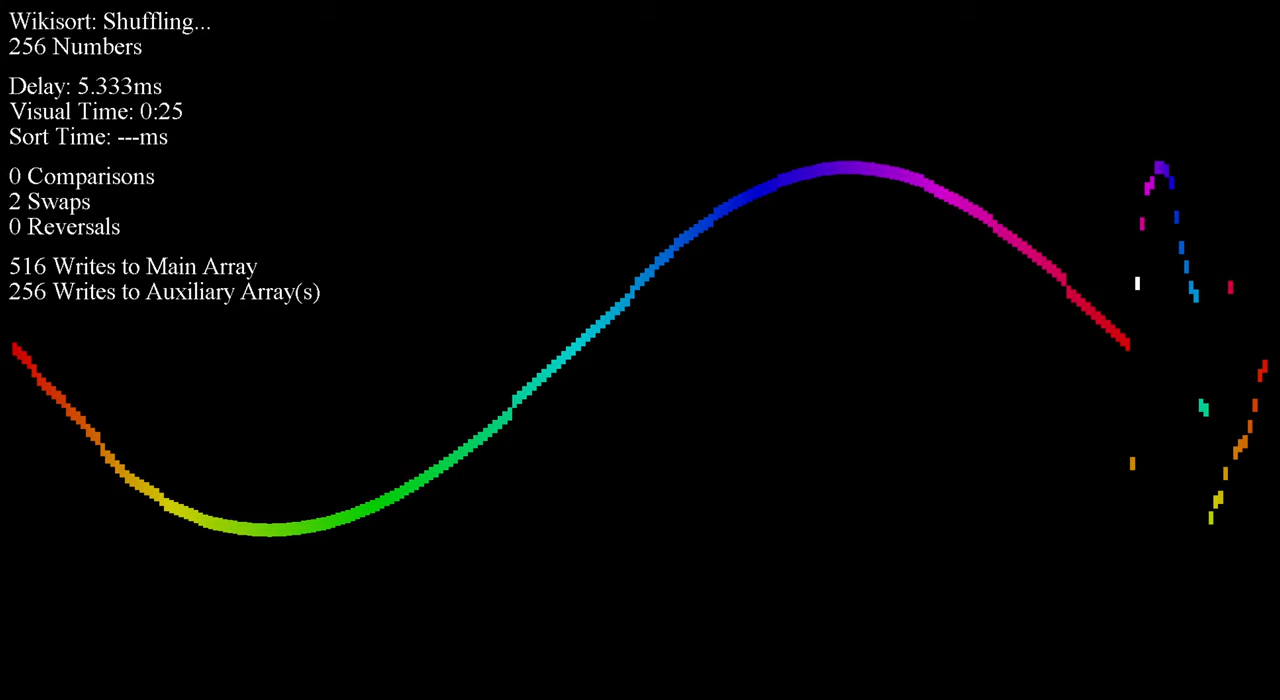 Wikisort: Shuffling...
256 Numbers
Delay: 5.333ms
Visual Time: 0:25
Sort Time: ---ms
0 Comparisons
2 Swaps
0 Reversals
516 Writes to Main Array
256 Writes to Auxiliary Array(s)